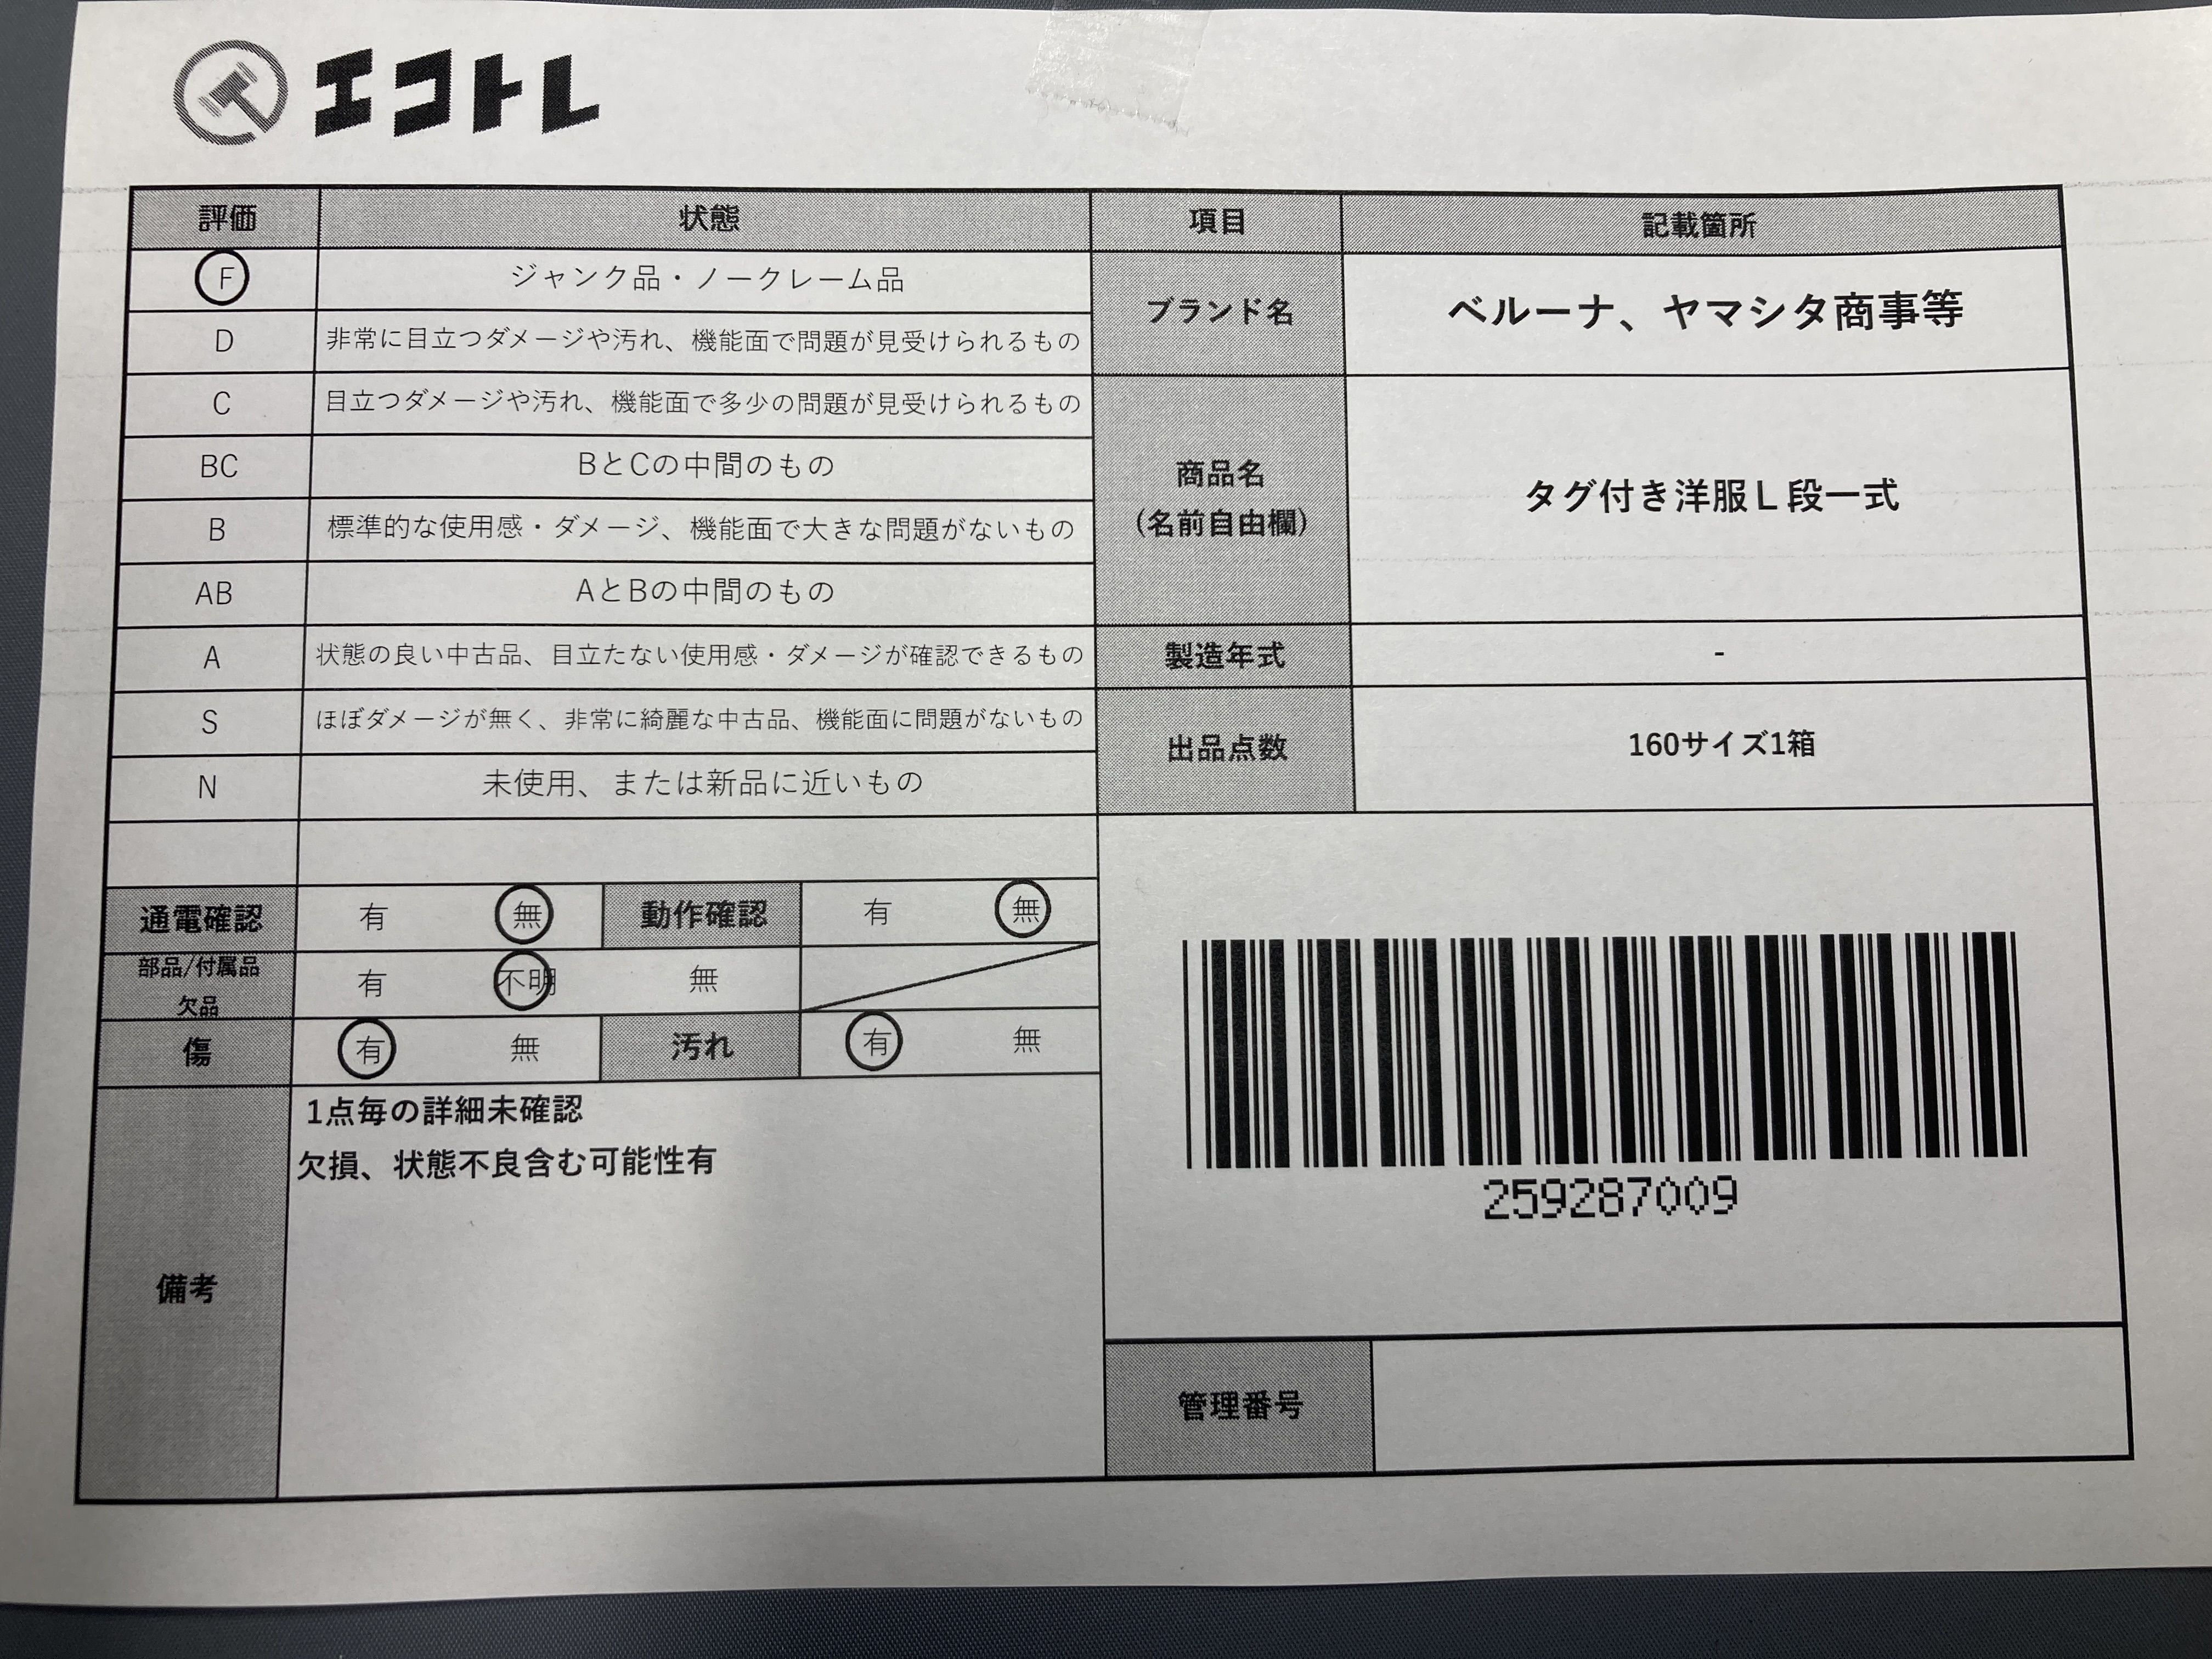 エコトレ
評価 状態 項目 記載箇所
F ジャンク品・ノークレーム品
ブランド名 ベルーナ、ヤマシタ商事等
D 非常に目立つダメージや汚れ、機能面で問題が見受けられるもの
C 目立つダメージや汚れ、機能面で多少の問題が見受けられるもの
BC BとCの中間のもの
商品名
(名前自由欄)
タグ付き洋服L段一式
B 標準的な使用感・ダメージ、機能面で大きな問題がないもの
AB AとBの中間のもの
A 状態の良い中古品、目立たない使用感・ダメージが確認できるもの
製造年式 -
S ほぼダメージが無く、非常に綺麗な中古品、機能面に問題がないもの
出品点数 160サイズ1箱
N 未使用、または新品に近いもの
通電確認 有 無 動作確認 有 無
部品/付属品
欠品
有 不明 無
傷 有 無 汚れ 有 無
備考
1点毎の詳細未確認
欠損、状態不良含む可能性有
259287009
管理番号